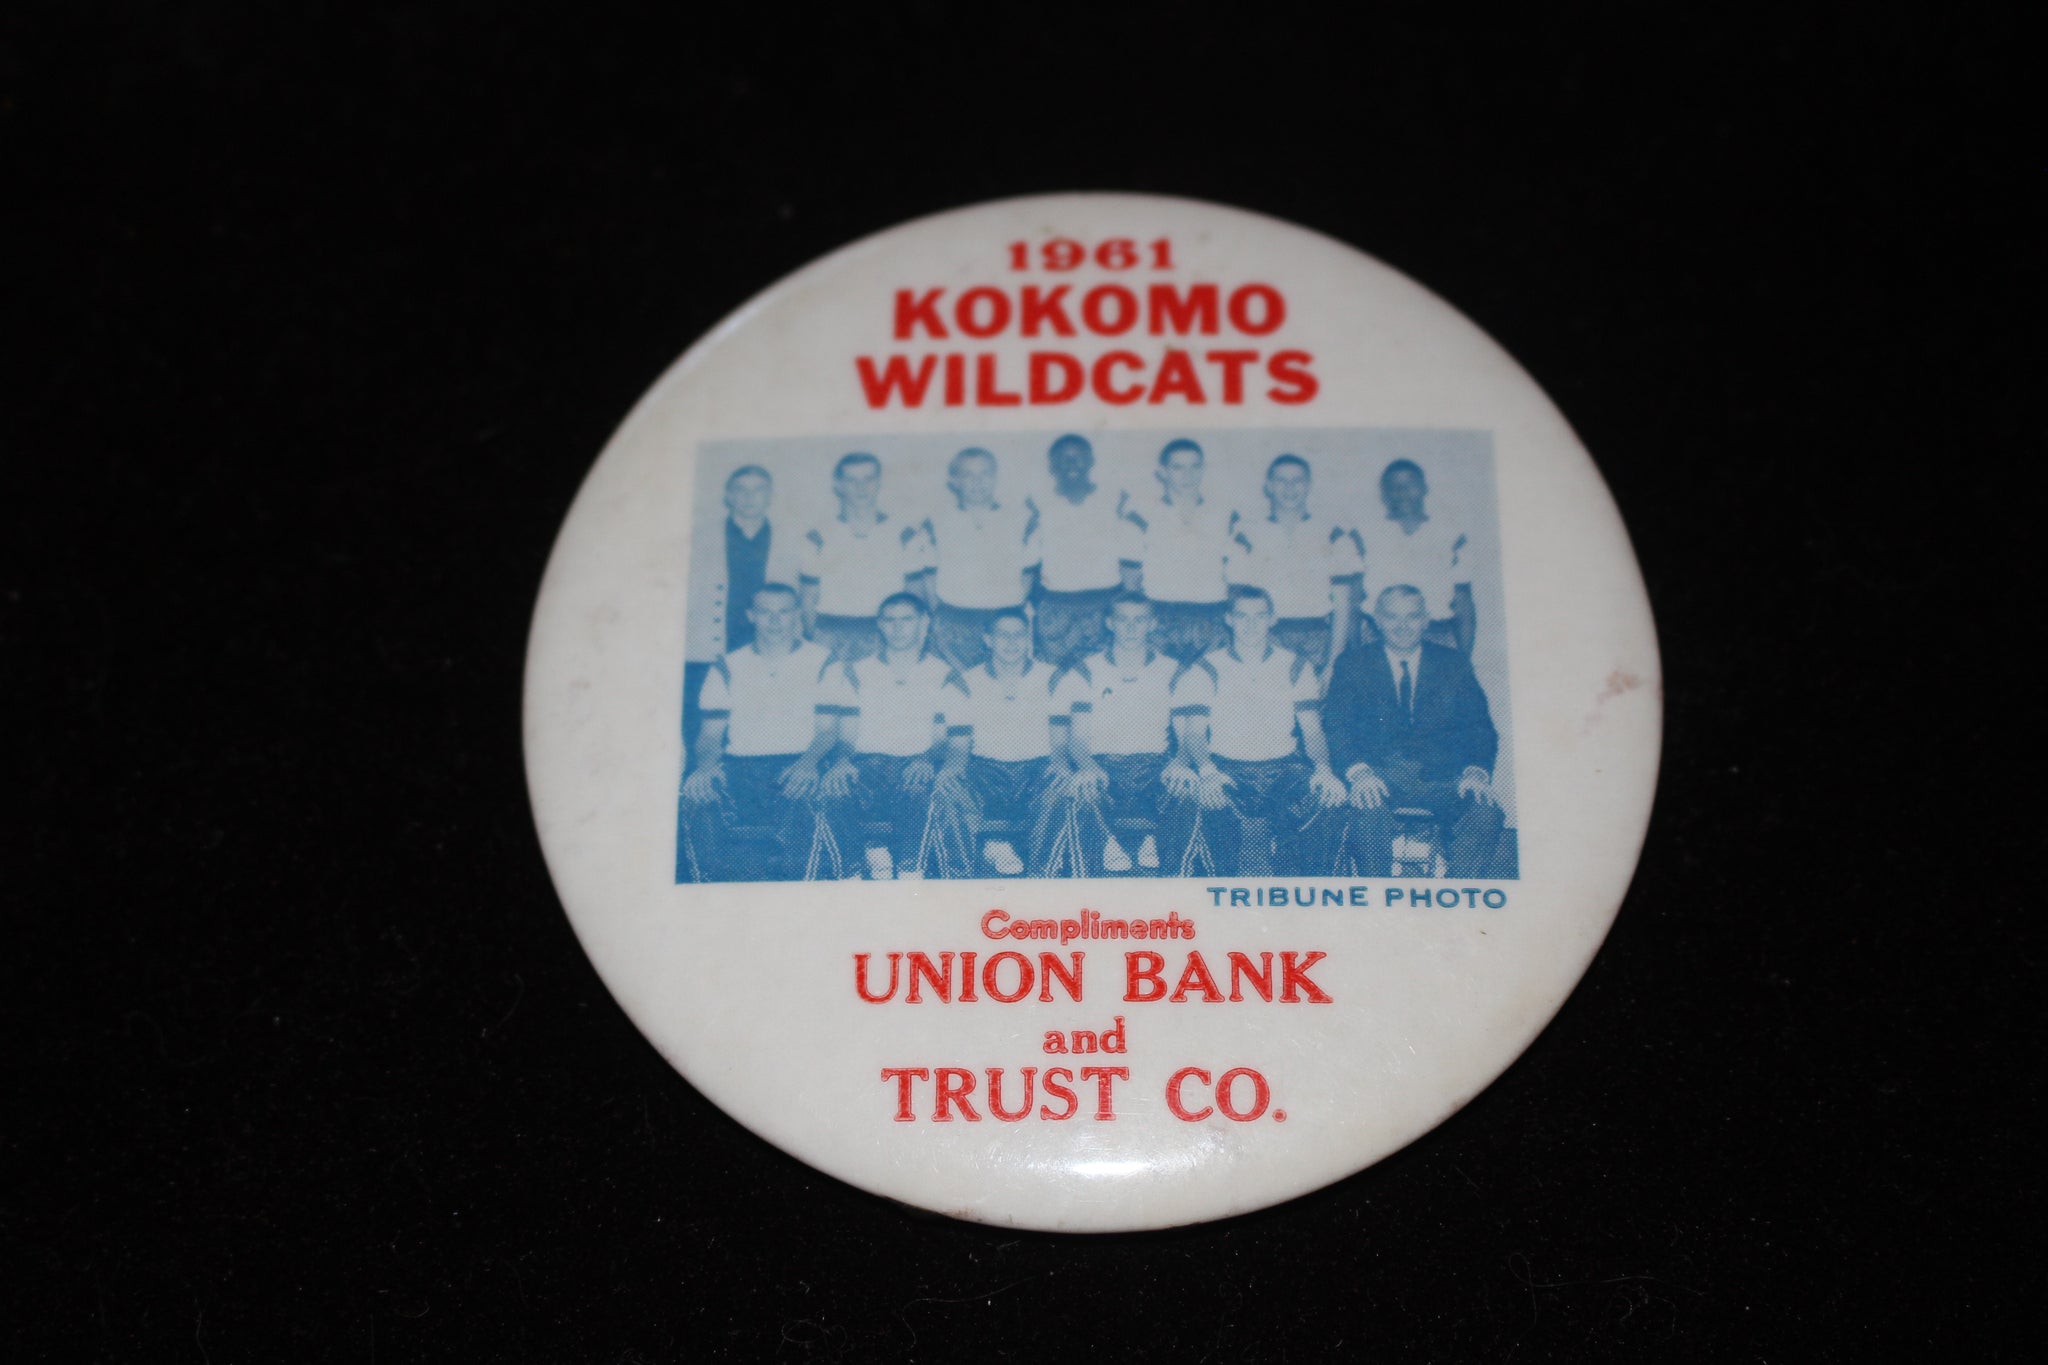 1961
KOKOMO
WILDCATS
TRIBUNE PHOTO
Compliments
UNION BANK
and
TRUST CO.